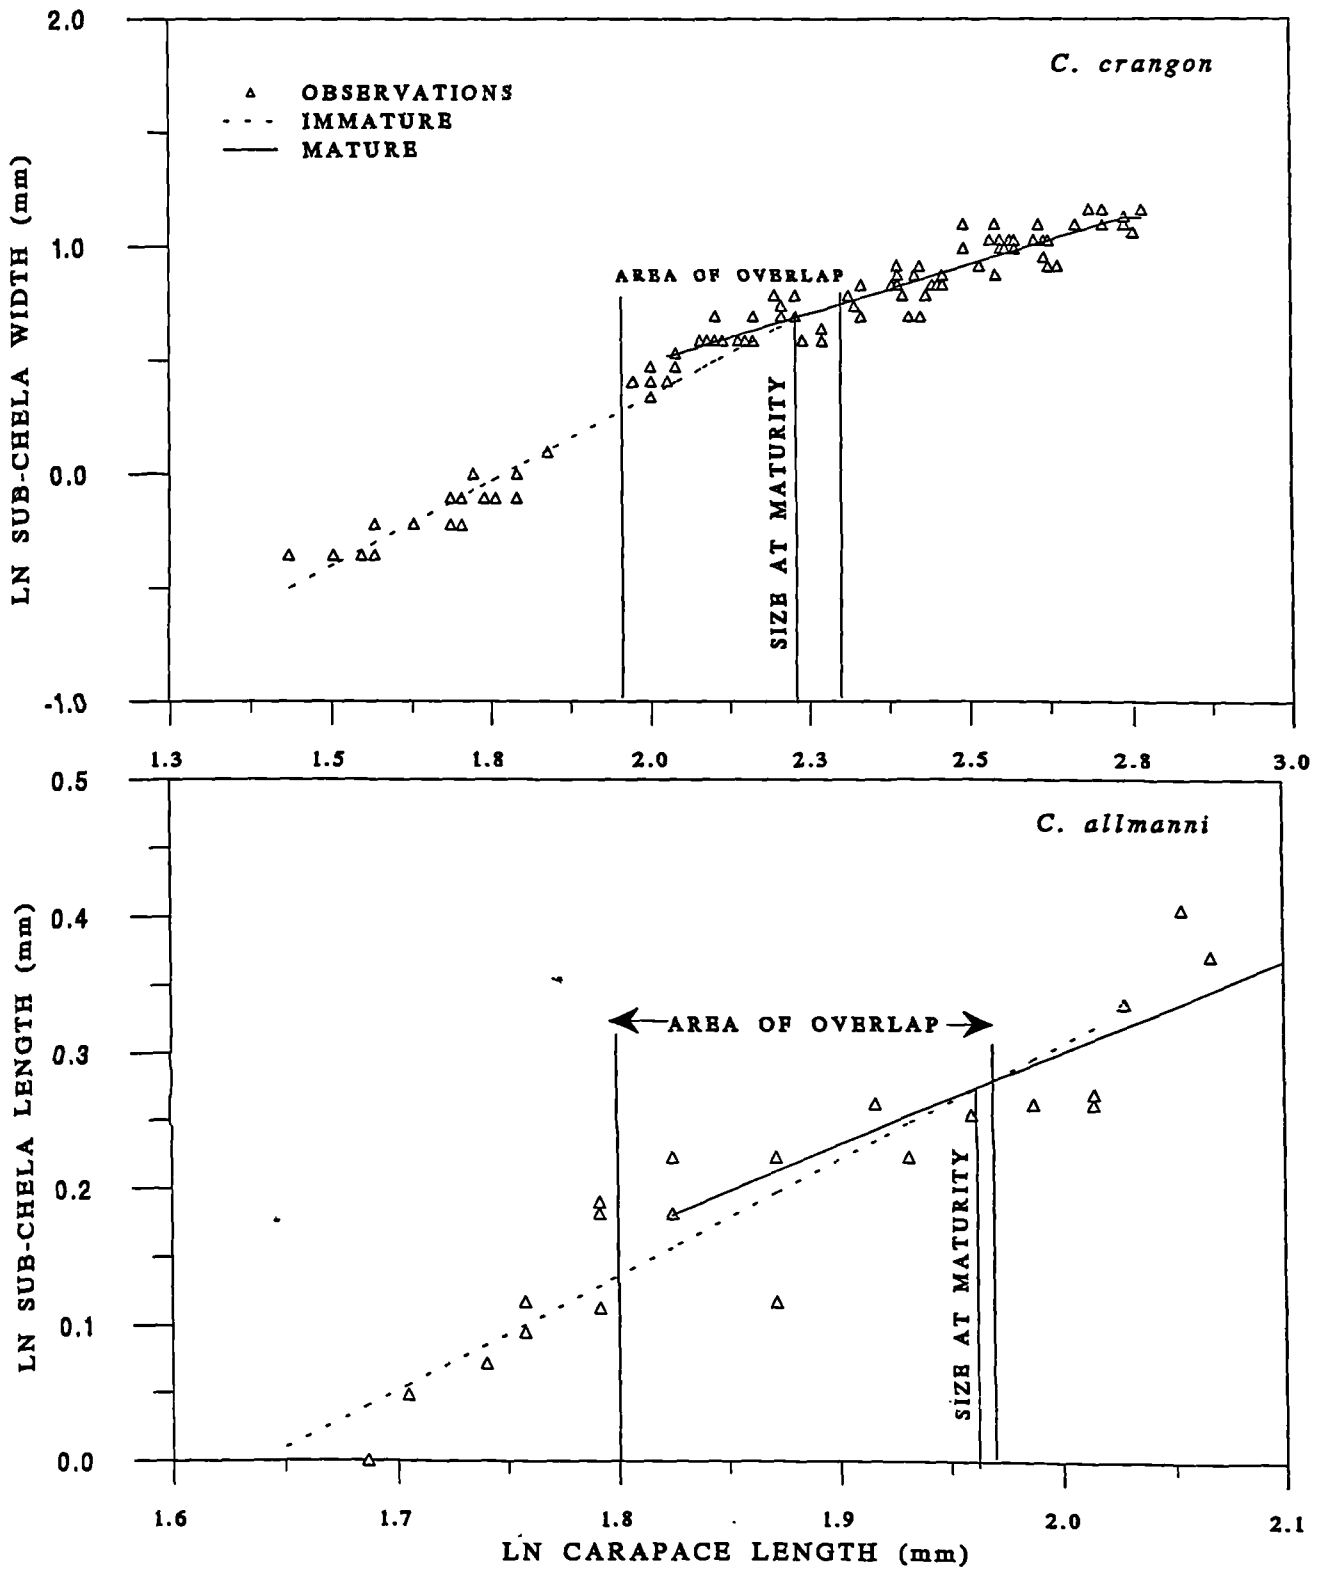 2.0
C. crangon
OBSERVATIONS
IMMATURE
MATURE
LN SUB-CHELA WIDTH (mm)
1.0
AREA OF OVERLAP
SIZE AT MATURITY
0.0
-1.0
1.3 1.5 1.8 2.0 2.3 2.5 2.8 3.0
0.5
C. allmanni
LN SUB-CHELA LENGTH (mm)
0.4
AREA OF OVERLAP
0.3
0.2
SIZE AT MATURITY
0.1
0.0
1.6 1.7 1.8 1.9 2.0 2.1
LN CARAPACE LENGTH (mm)